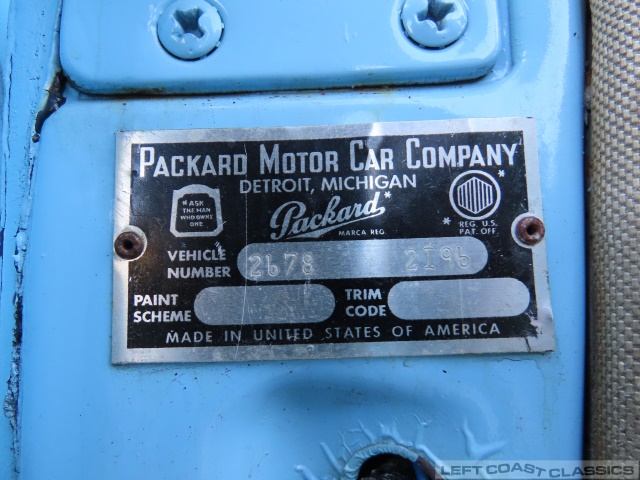 PACKARD MOTOR CAR COMPANY
DETROIT, MICHIGAN
"ASK
THE MAN
WHO OWNS
ONE
Packard*
MARCA REG
*
REG. U.S.
PAT. OFF.
VEHICLE
NUMBER 2678 2196
PAINT
SCHEME
TRIM
CODE
MADE IN UNITED STATES OF AMERICA
LEFT COAST CLASSICS